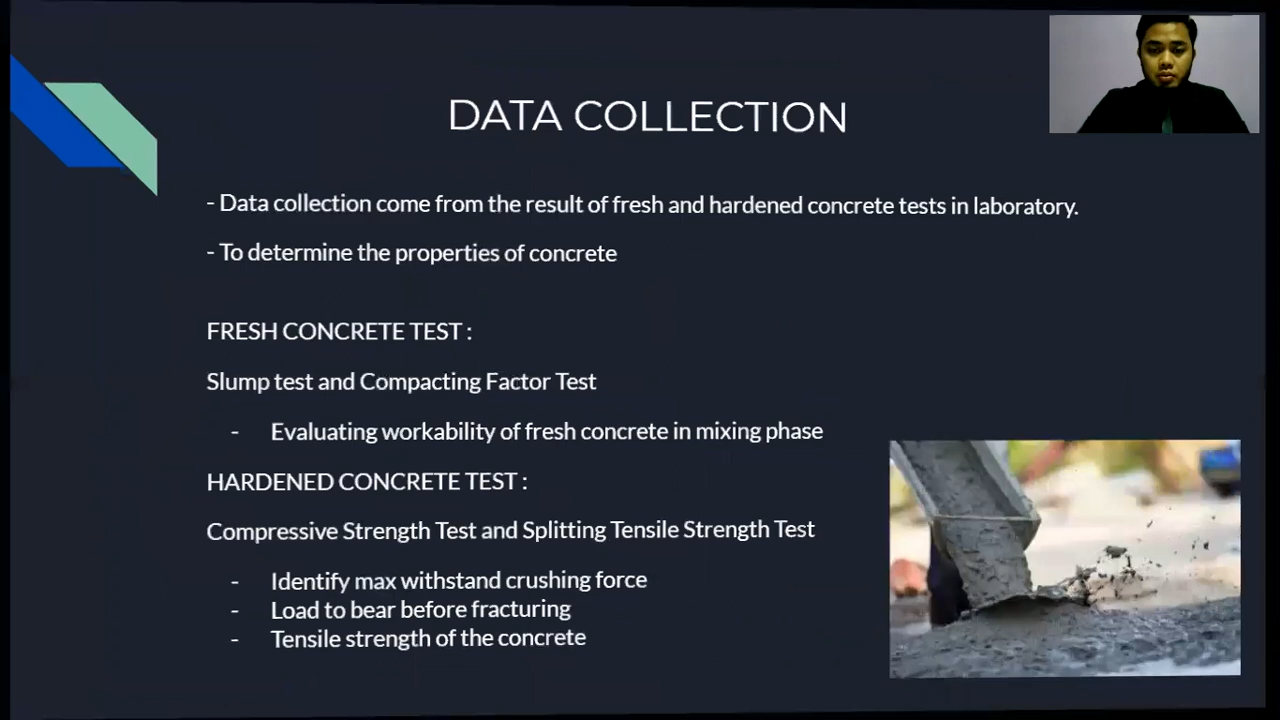 DATA COLLECTION
- Data collection come from the result of fresh and hardened concrete tests in laboratory.
- To determine the properties of concrete
FRESH CONCRETE TEST :
Slump test and Compacting Factor Test
- Evaluating workability of fresh concrete in mixing phase
HARDENED CONCRETE TEST :
Compressive Strength Test and Splitting Tensile Strength Test
- Identify max withstand crushing force
- Load to bear before fracturing
- Tensile strength of the concrete